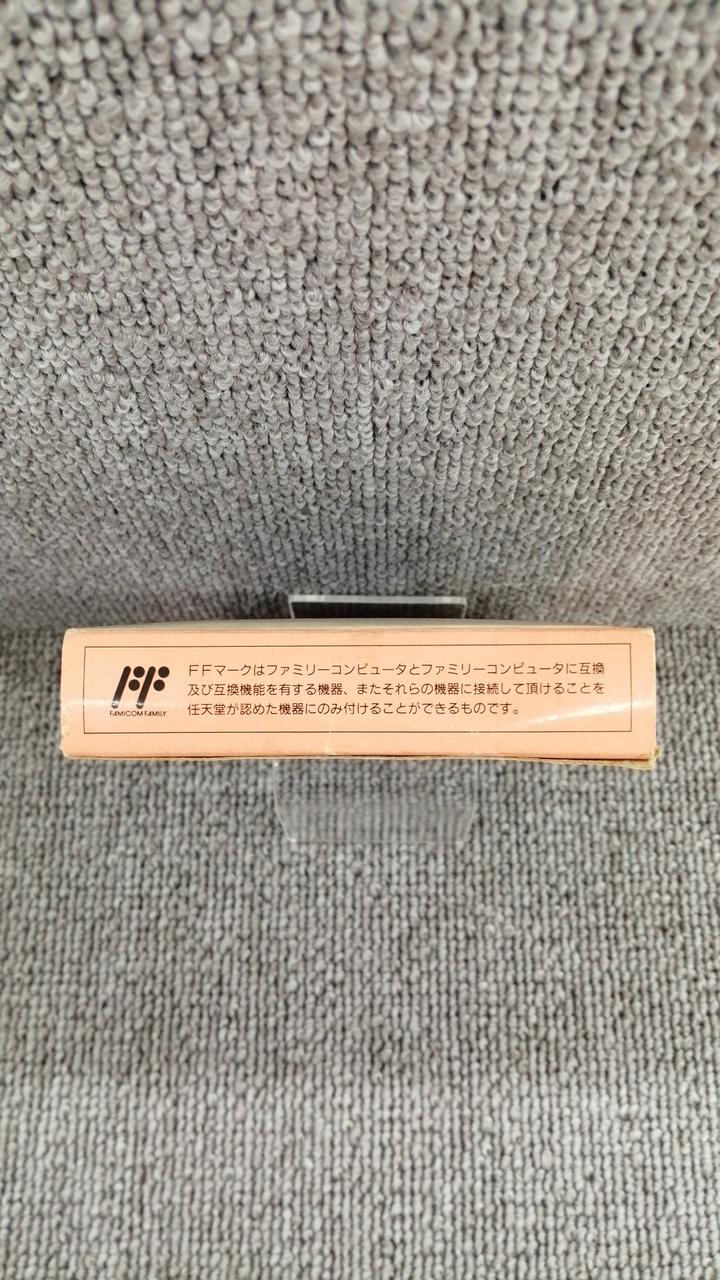 FFマークはファミリーコンピュータとファミリーコンピュータに互換
及び互換機能を有する機器、またそれらの機器に接続して頂けることを
任天堂が認めた機器にのみ付けることができるものです。
FF
FAMICOM FAMILY